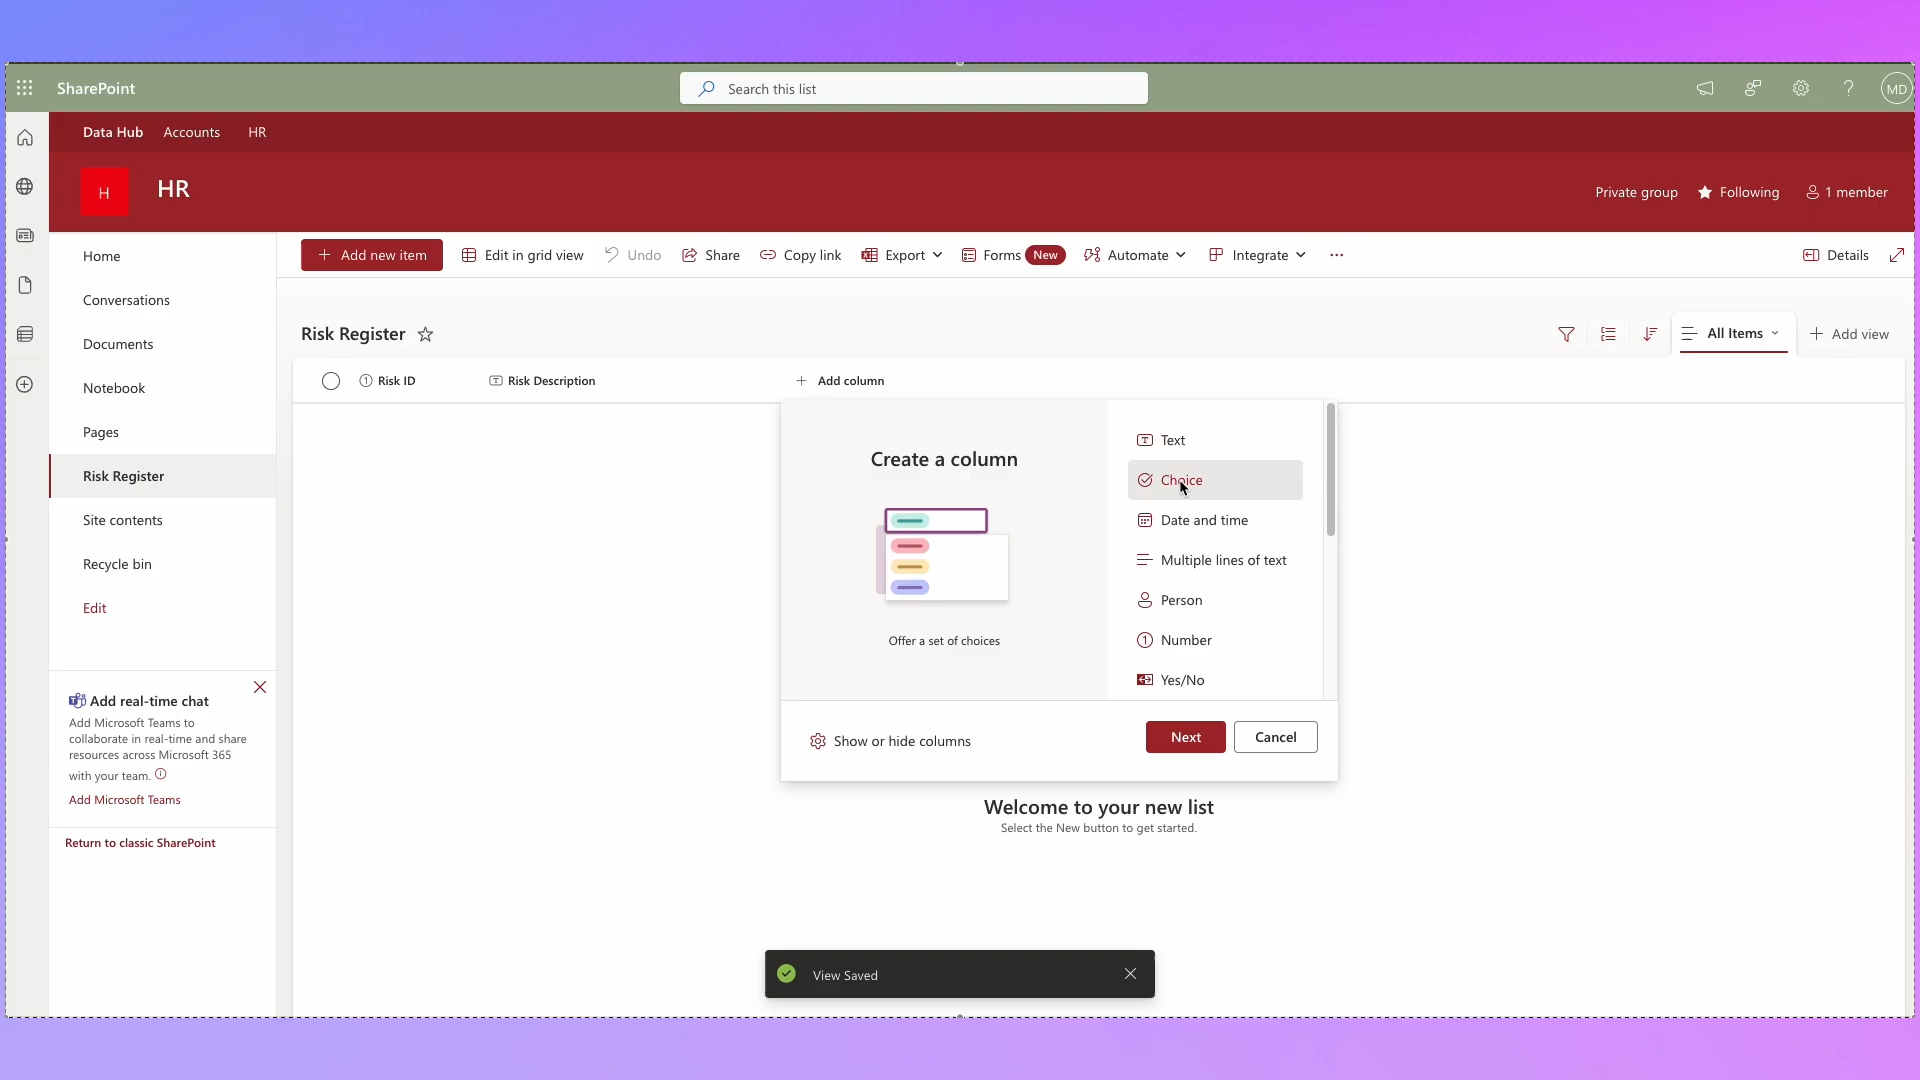 SharePoint
Search this list
MD
Data Hub
Accounts
HR
H
HR
Private group
Following
1 member
Home
Conversations
Documents
Notebook
Pages
Risk Register
Site contents
Recycle bin
Edit
Add real-time chat
Add Microsoft Teams to
collaborate in real-time and share
resources across Microsoft 365
with your team.
Add Microsoft Teams
Return to classic SharePoint
Add new item
Edit in grid view
Undo
Share
Copy link
Export
Forms New
Automate
Integrate
Details
Risk Register
All Items
Add view
Risk ID
Risk Description
Add column
Create a column
Offer a set of choices
Text
Choice
Date and time
Multiple lines of text
Person
Number
Yes/No
Show or hide columns
Next
Cancel
Welcome to your new list
Select the New button to get started.
View Saved